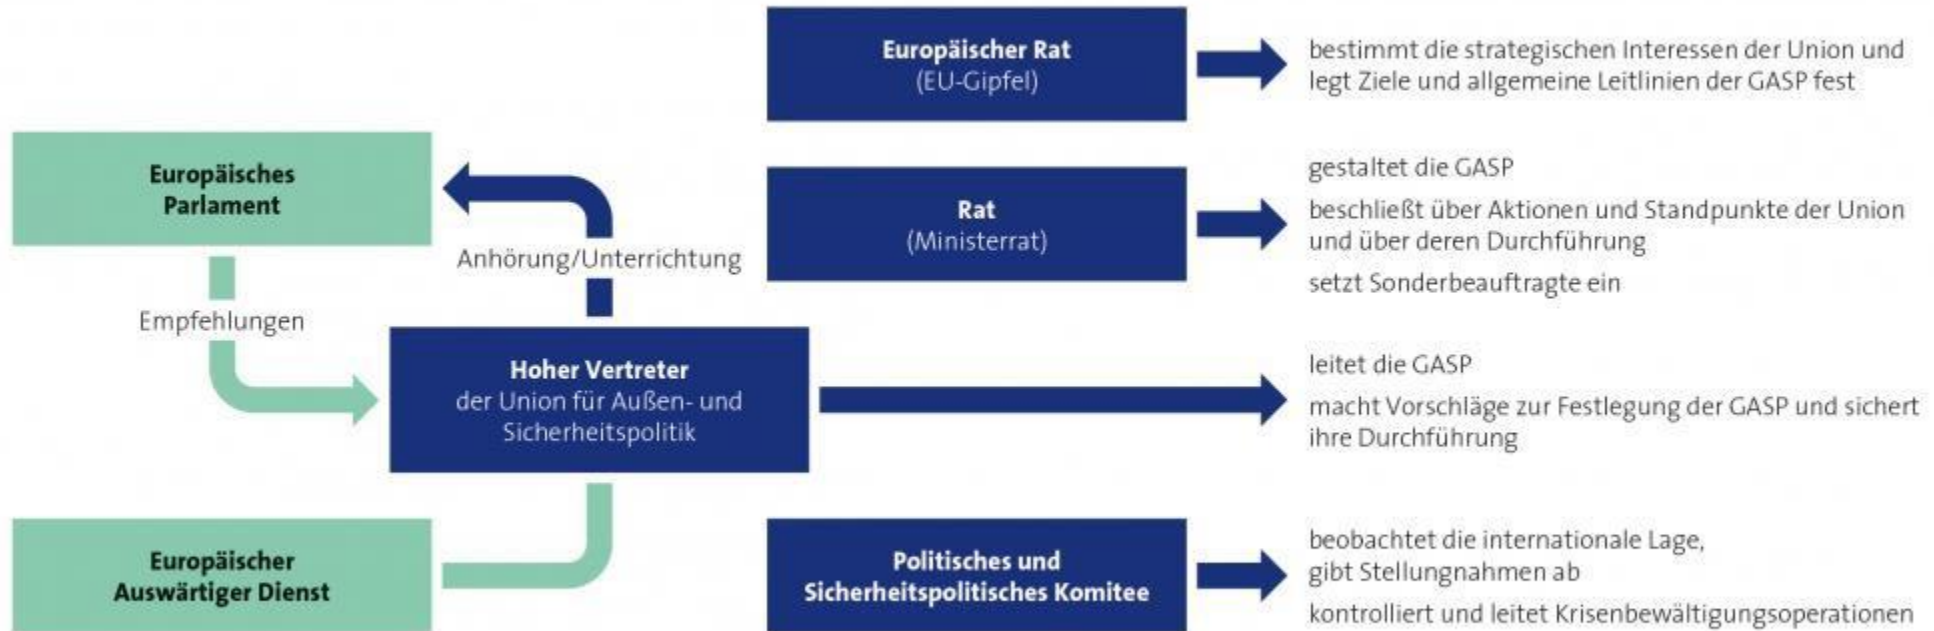 Europäischer Rat
(EU-Gipfel)
bestimmt die strategischen Interessen der Union und
legt Ziele und allgemeine Leitlinien der GASP fest
Europäisches
Parlament
Anhörung/Unterrichtung
Empfehlungen
Rat
(Ministerrat)
gestaltet die GASP
beschließt über Aktionen und Standpunkte der Union
und über deren Durchführung
setzt Sonderbeauftragte ein
Hoher Vertreter
der Union für Außen- und
Sicherheitspolitik
leitet die GASP
macht Vorschläge zur Festlegung der GASP und sichert
ihre Durchführung
Europäischer
Auswärtiger Dienst
Politisches und
Sicherheitspolitisches Komitee
beobachtet die internationale Lage,
gibt Stellungnahmen ab
kontrolliert und leitet Krisenbewältigungsoperationen